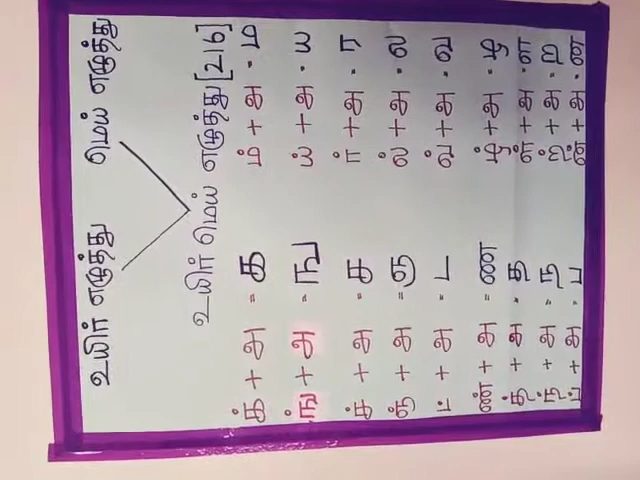 உயிர் எழுத்து மெய் எழுத்து
உயிர் மெய் எழுத்து [216]
க் + அ = க ம் + அ - ம
ங் + அ - ங ய் + அ - ய
ச் + அ - ச ர் + அ - ர
ஞ் + அ = ஞ ல் + அ - ல
ட் + அ - ட வ் + அ - வ
ண் + அ = ண ழ் + அ - ழ
த் + அ - த ள் + அ - ள
ந் + அ - ந ற் + அ - ற
ப் + அ - ப ன் + அ - ன